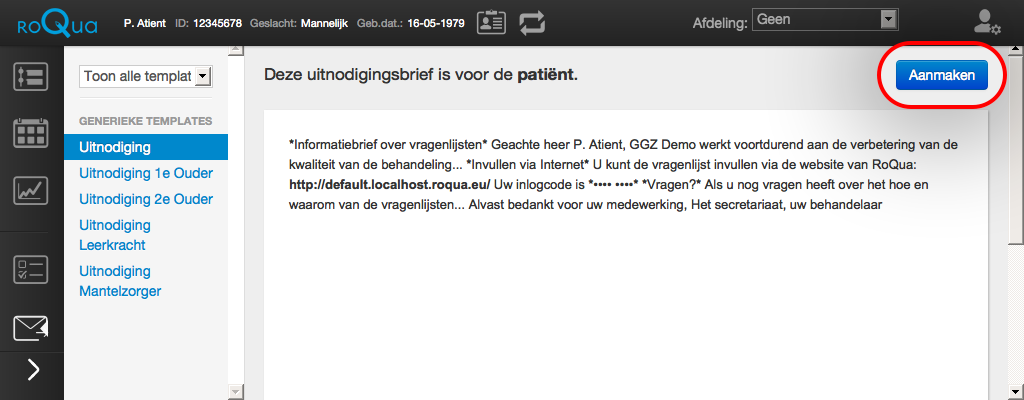 roQua P. Atient ID: 12345678 Geslacht: Mannelijk Geb.dat.: 16-05-1979 Afdeling: Geen
Toon alle templat
GENERIEKE TEMPLATES
Uitnodiging
Uitnodiging 1e Ouder
Uitnodiging 2e Ouder
Uitnodiging
Leerkracht
Uitnodiging
Mantelzorger
Deze uitnodigingsbrief is voor de patiënt.
Aanmaken
*Informatiebrief over vragenlijsten* Geachte heer P. Atient, GGZ Demo werkt voortdurend aan de verbetering van de
kwaliteit van de behandeling... *Invullen via Internet* U kunt de vragenlijst invullen via de website van RoQua:
http://default.localhost.roqua.eu/ Uw inlogcode is *•••• ••••* *Vragen?* Als u nog vragen heeft over het hoe en
waarom van de vragenlijsten... Alvast bedankt voor uw medewerking, Het secretariaat, uw behandelaar